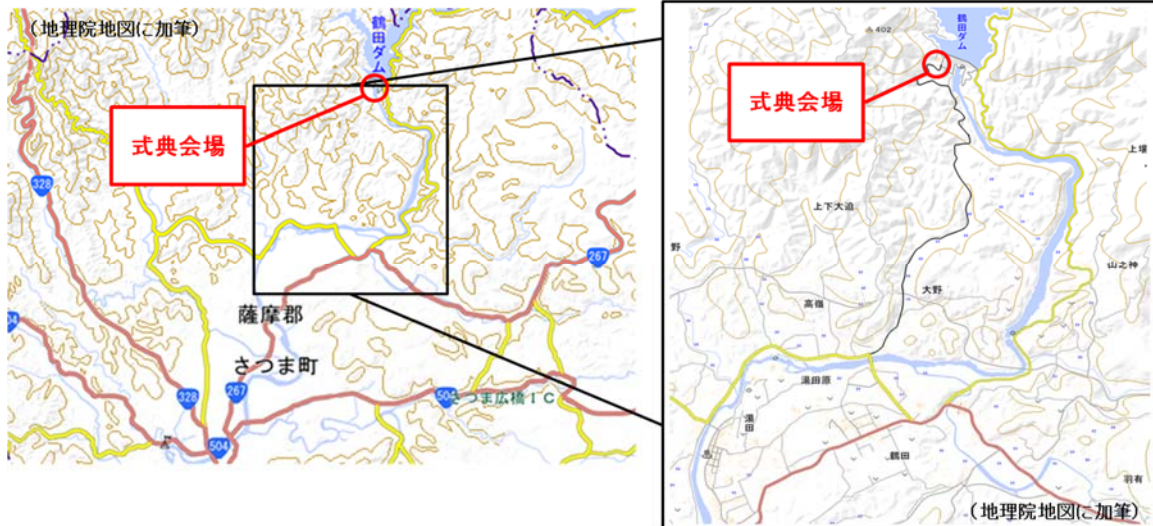 (地理院地図に加筆)
鶴田ダム
式典会場
328
267
薩摩郡
さつま町
504
さつま広橋IC
328
267
504
鶴田ダム
402
式典会場
上下大迫
野
山之神
高嶺
大野
湯田原
湯田
鶴田
羽有
(地理院地図に加筆)